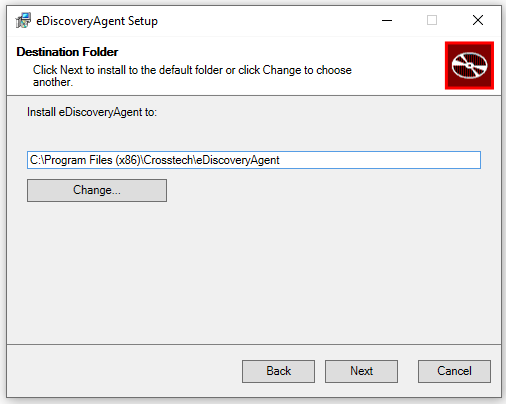 eDiscoveryAgent Setup
Destination Folder
Click Next to install to the default folder or click Change to choose
another.
Install eDiscoveryAgent to:
C:\Program Files (x86)\Crosstech\eDiscoveryAgent
Change...
Back
Next
Cancel